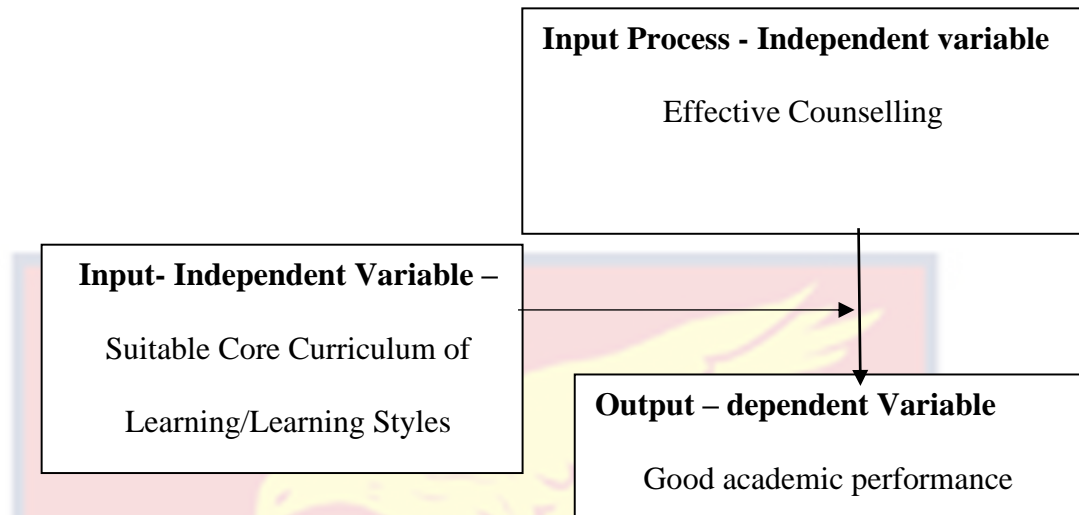 Input Process - Independent variable
Effective Counselling
Input- Independent Variable –
Suitable Core Curriculum of
Learning/Learning Styles
Output – dependent Variable
Good academic performance